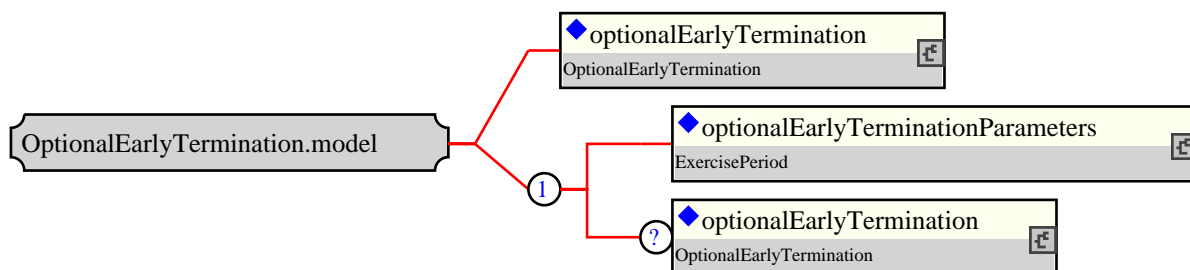 optionalEarlyTermination
OptionalEarlyTermination
OptionalEarlyTermination.model
optionalEarlyTerminationParameters
ExercisePeriod
1
?
optionalEarlyTermination
OptionalEarlyTermination